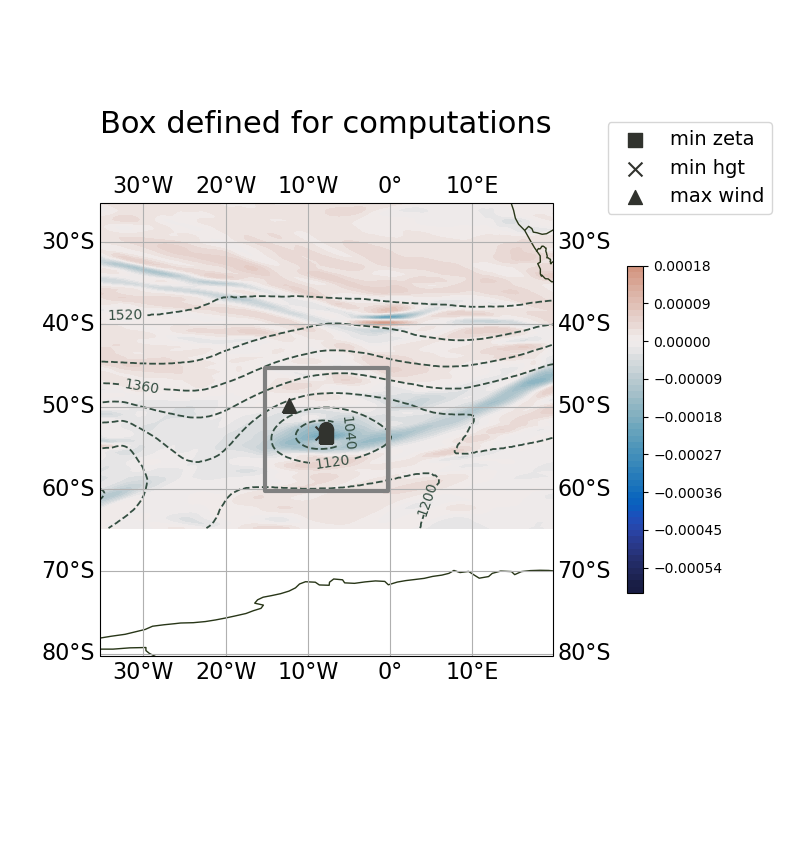 Box defined for computations
min zeta
min hgt
max wind
30°W 20°W 10°W 0° 10°E
30°S 30°S
40°S 40°S
50°S 50°S
60°S 60°S
70°S 70°S
80°S 80°S
1520
1360
1040
1120
1200
30°W 20°W 10°W 0° 10°E
0.00018
0.00009
0.00000
−0.00009
−0.00018
−0.00027
−0.00036
−0.00045
−0.00054